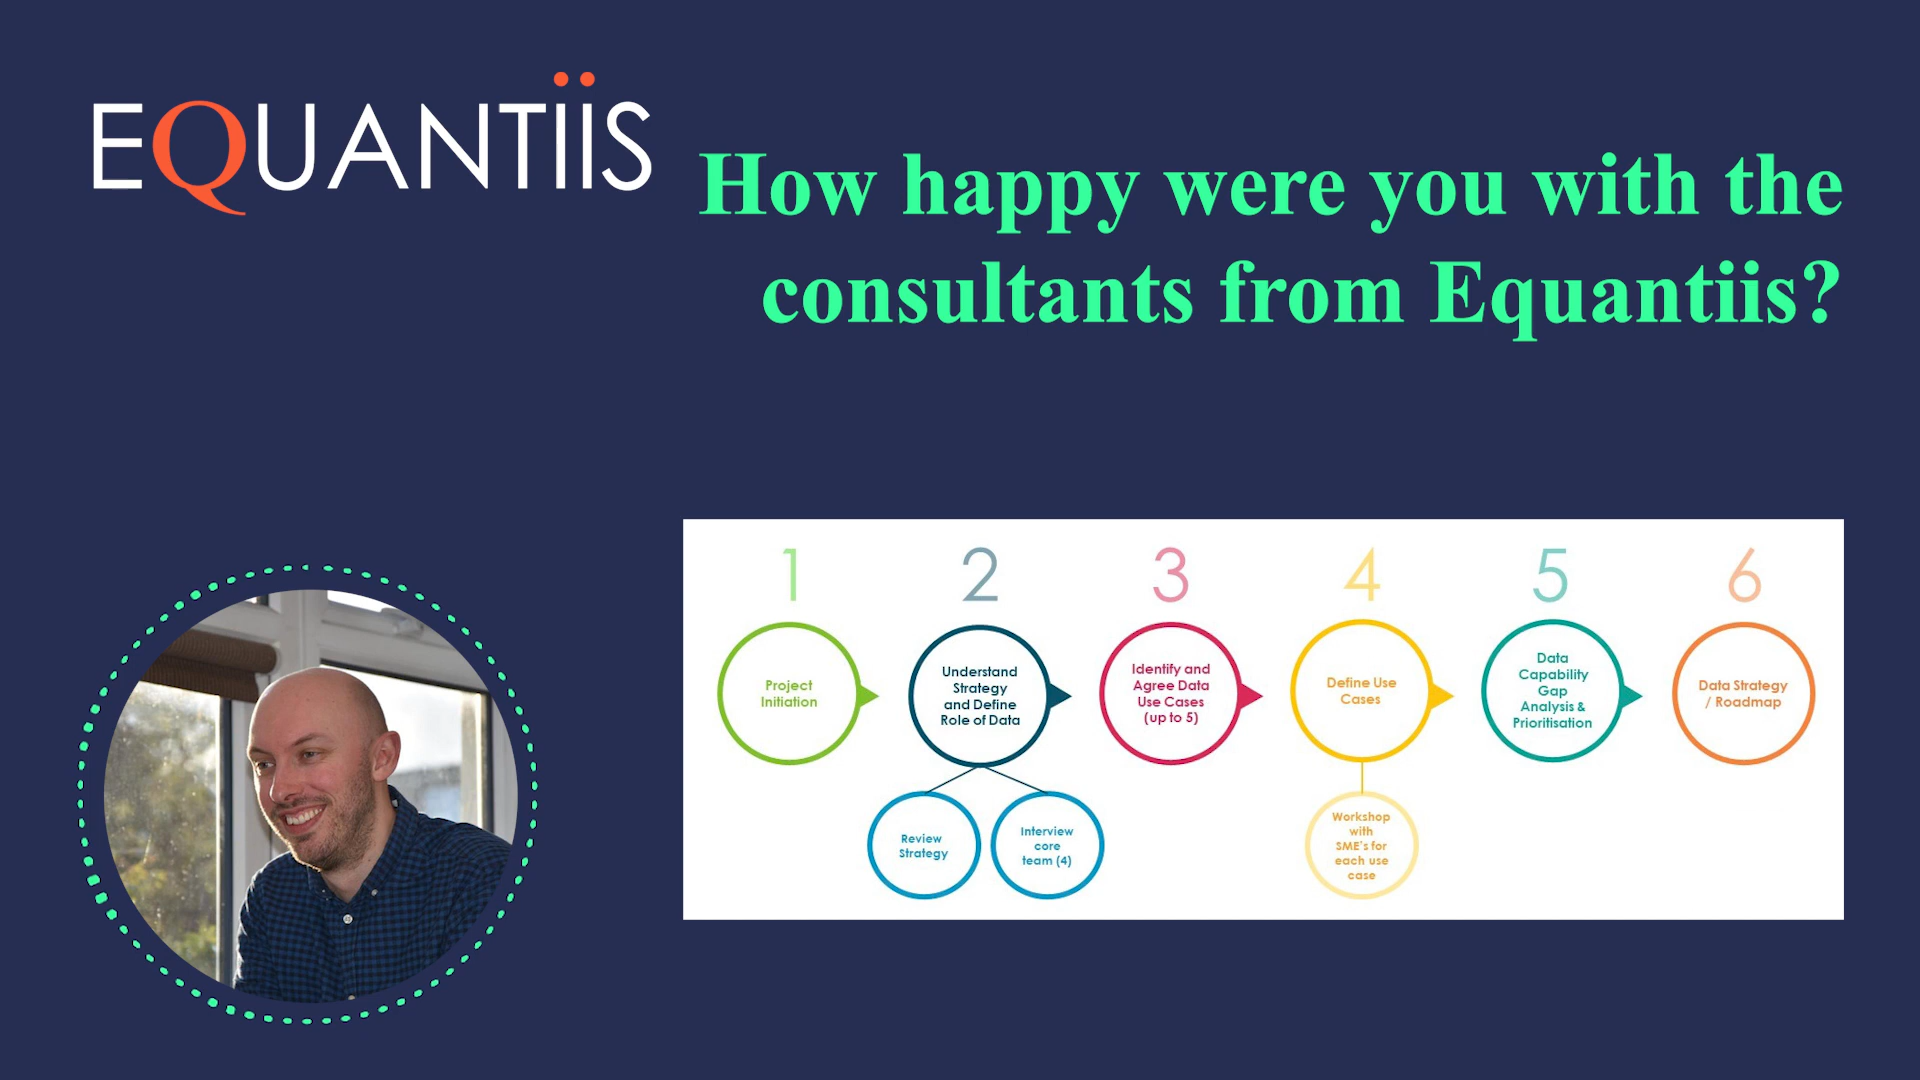 EQUANTIIS
How happy were you with the
consultants from Equantiis?
1
2
3
4
5
6
Project
Initiation
Understand
Strategy
and Define
Role of Data
Identify and
Agree Data
Use Cases
(up to 5)
Define Use
Cases
Data
Capability
Gap
Analysis &
Prioritisation
Data Strategy
/ Roadmap
Review
Strategy
Interview
core
team (4)
Workshop
with
SME's for
each use
case